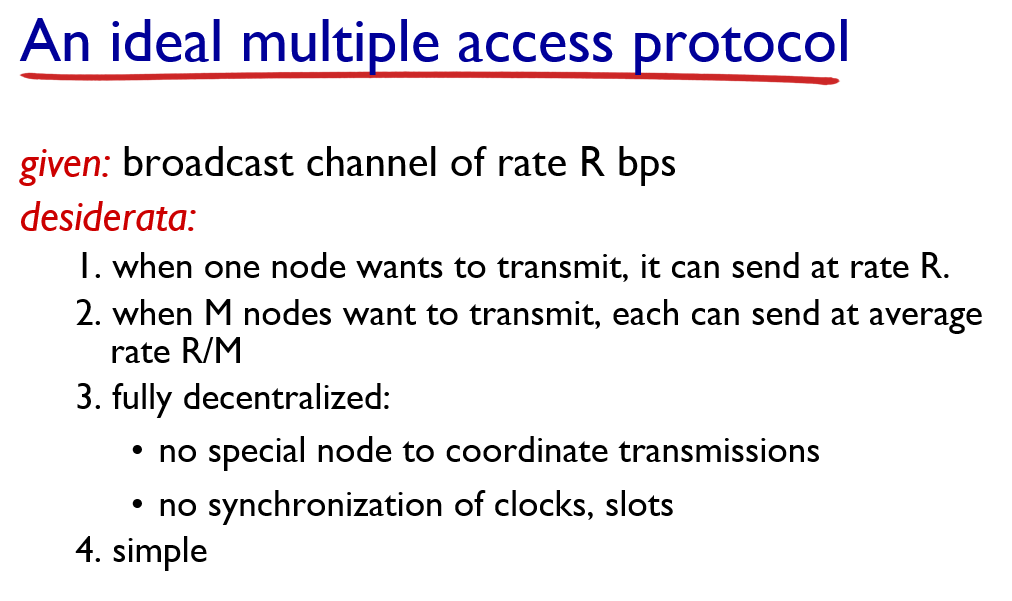 An ideal multiple access protocol
given: broadcast channel of rate R bps
desiderata:
1. when one node wants to transmit, it can send at rate R.
2. when M nodes want to transmit, each can send at average
rate R/M
3. fully decentralized:
• no special node to coordinate transmissions
• no synchronization of clocks, slots
4. simple